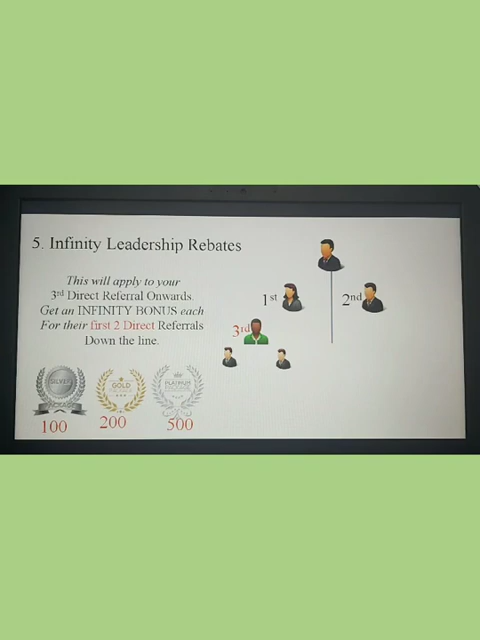 5. Infinity Leadership Rebates
This will apply to your
3rd Direct Referral Onwards.
Get an INFINITY BONUS each
For their first 2 Direct Referrals
Down the line.
1st
2nd
3rd
SILVER
GOLD
PLATINUM
PACKAGE
100
200
500